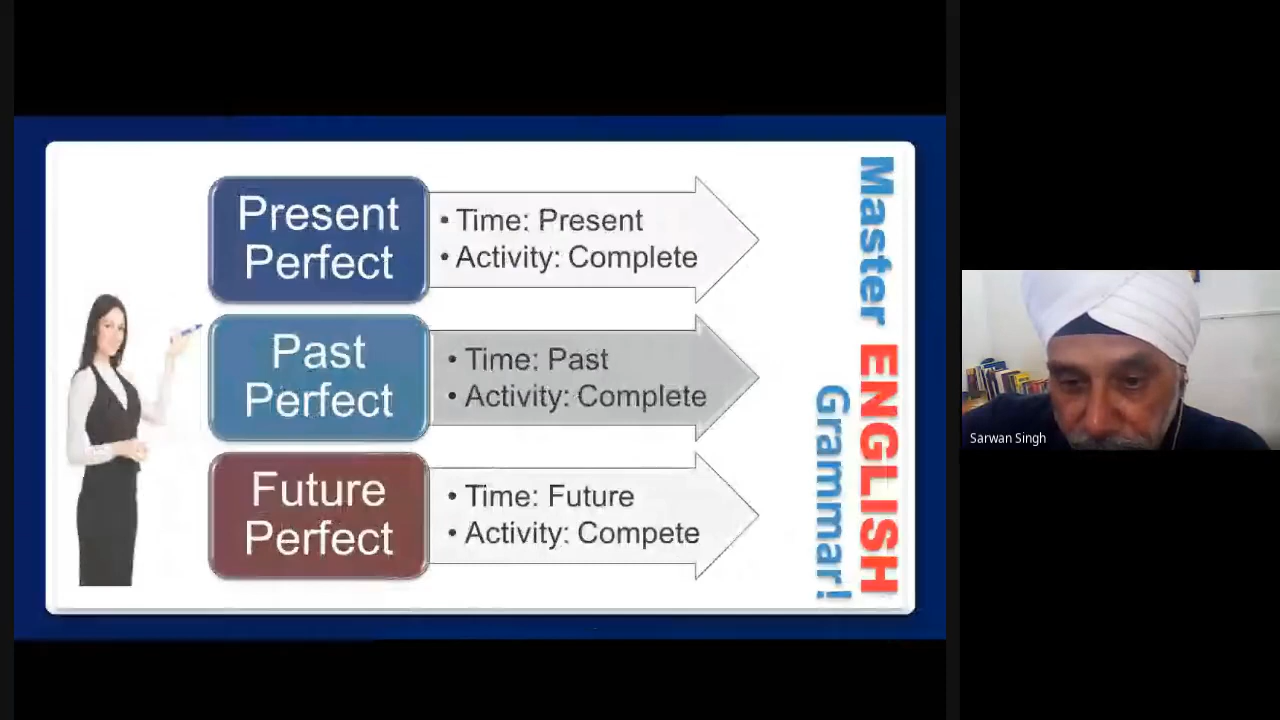 Present
Perfect
• Time: Present
• Activity: Complete
Past
Perfect
• Time: Past
• Activity: Complete
Future
Perfect
• Time: Future
• Activity: Compete
Master ENGLISH
Grammar!
Sarwan Singh